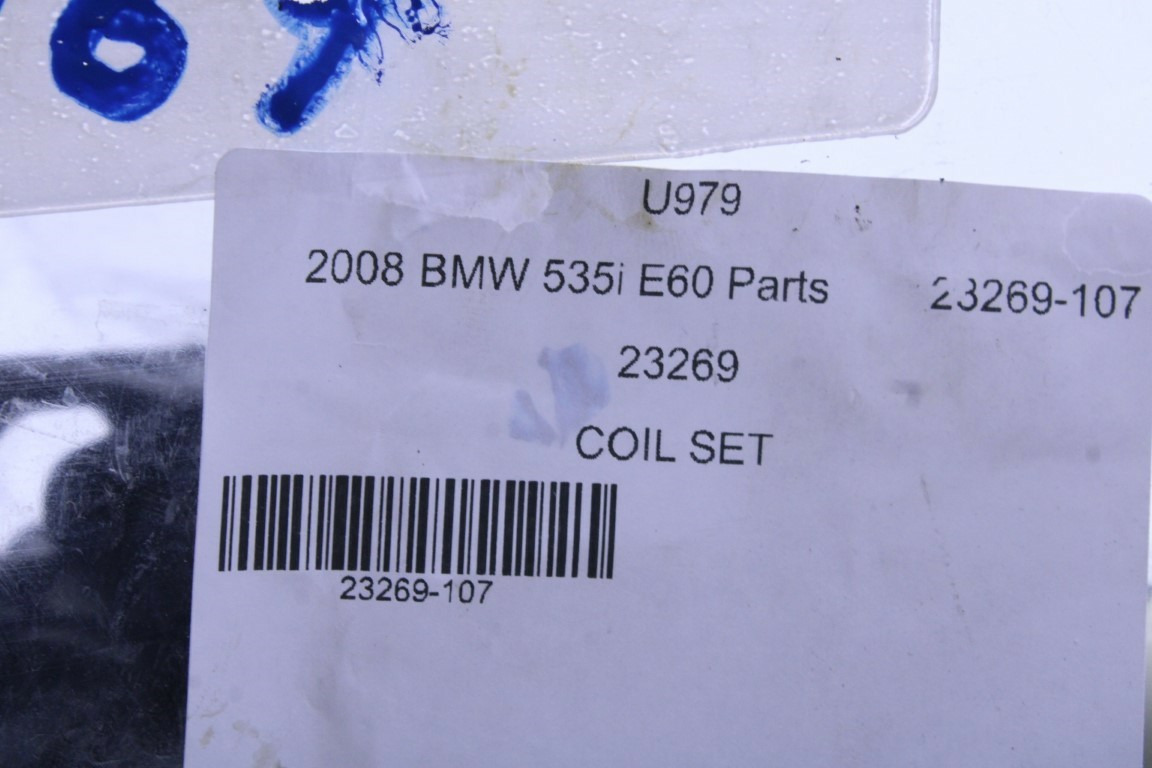 U979
2008 BMW 535i E60 Parts 23269-107
23269
COIL SET
23269-107